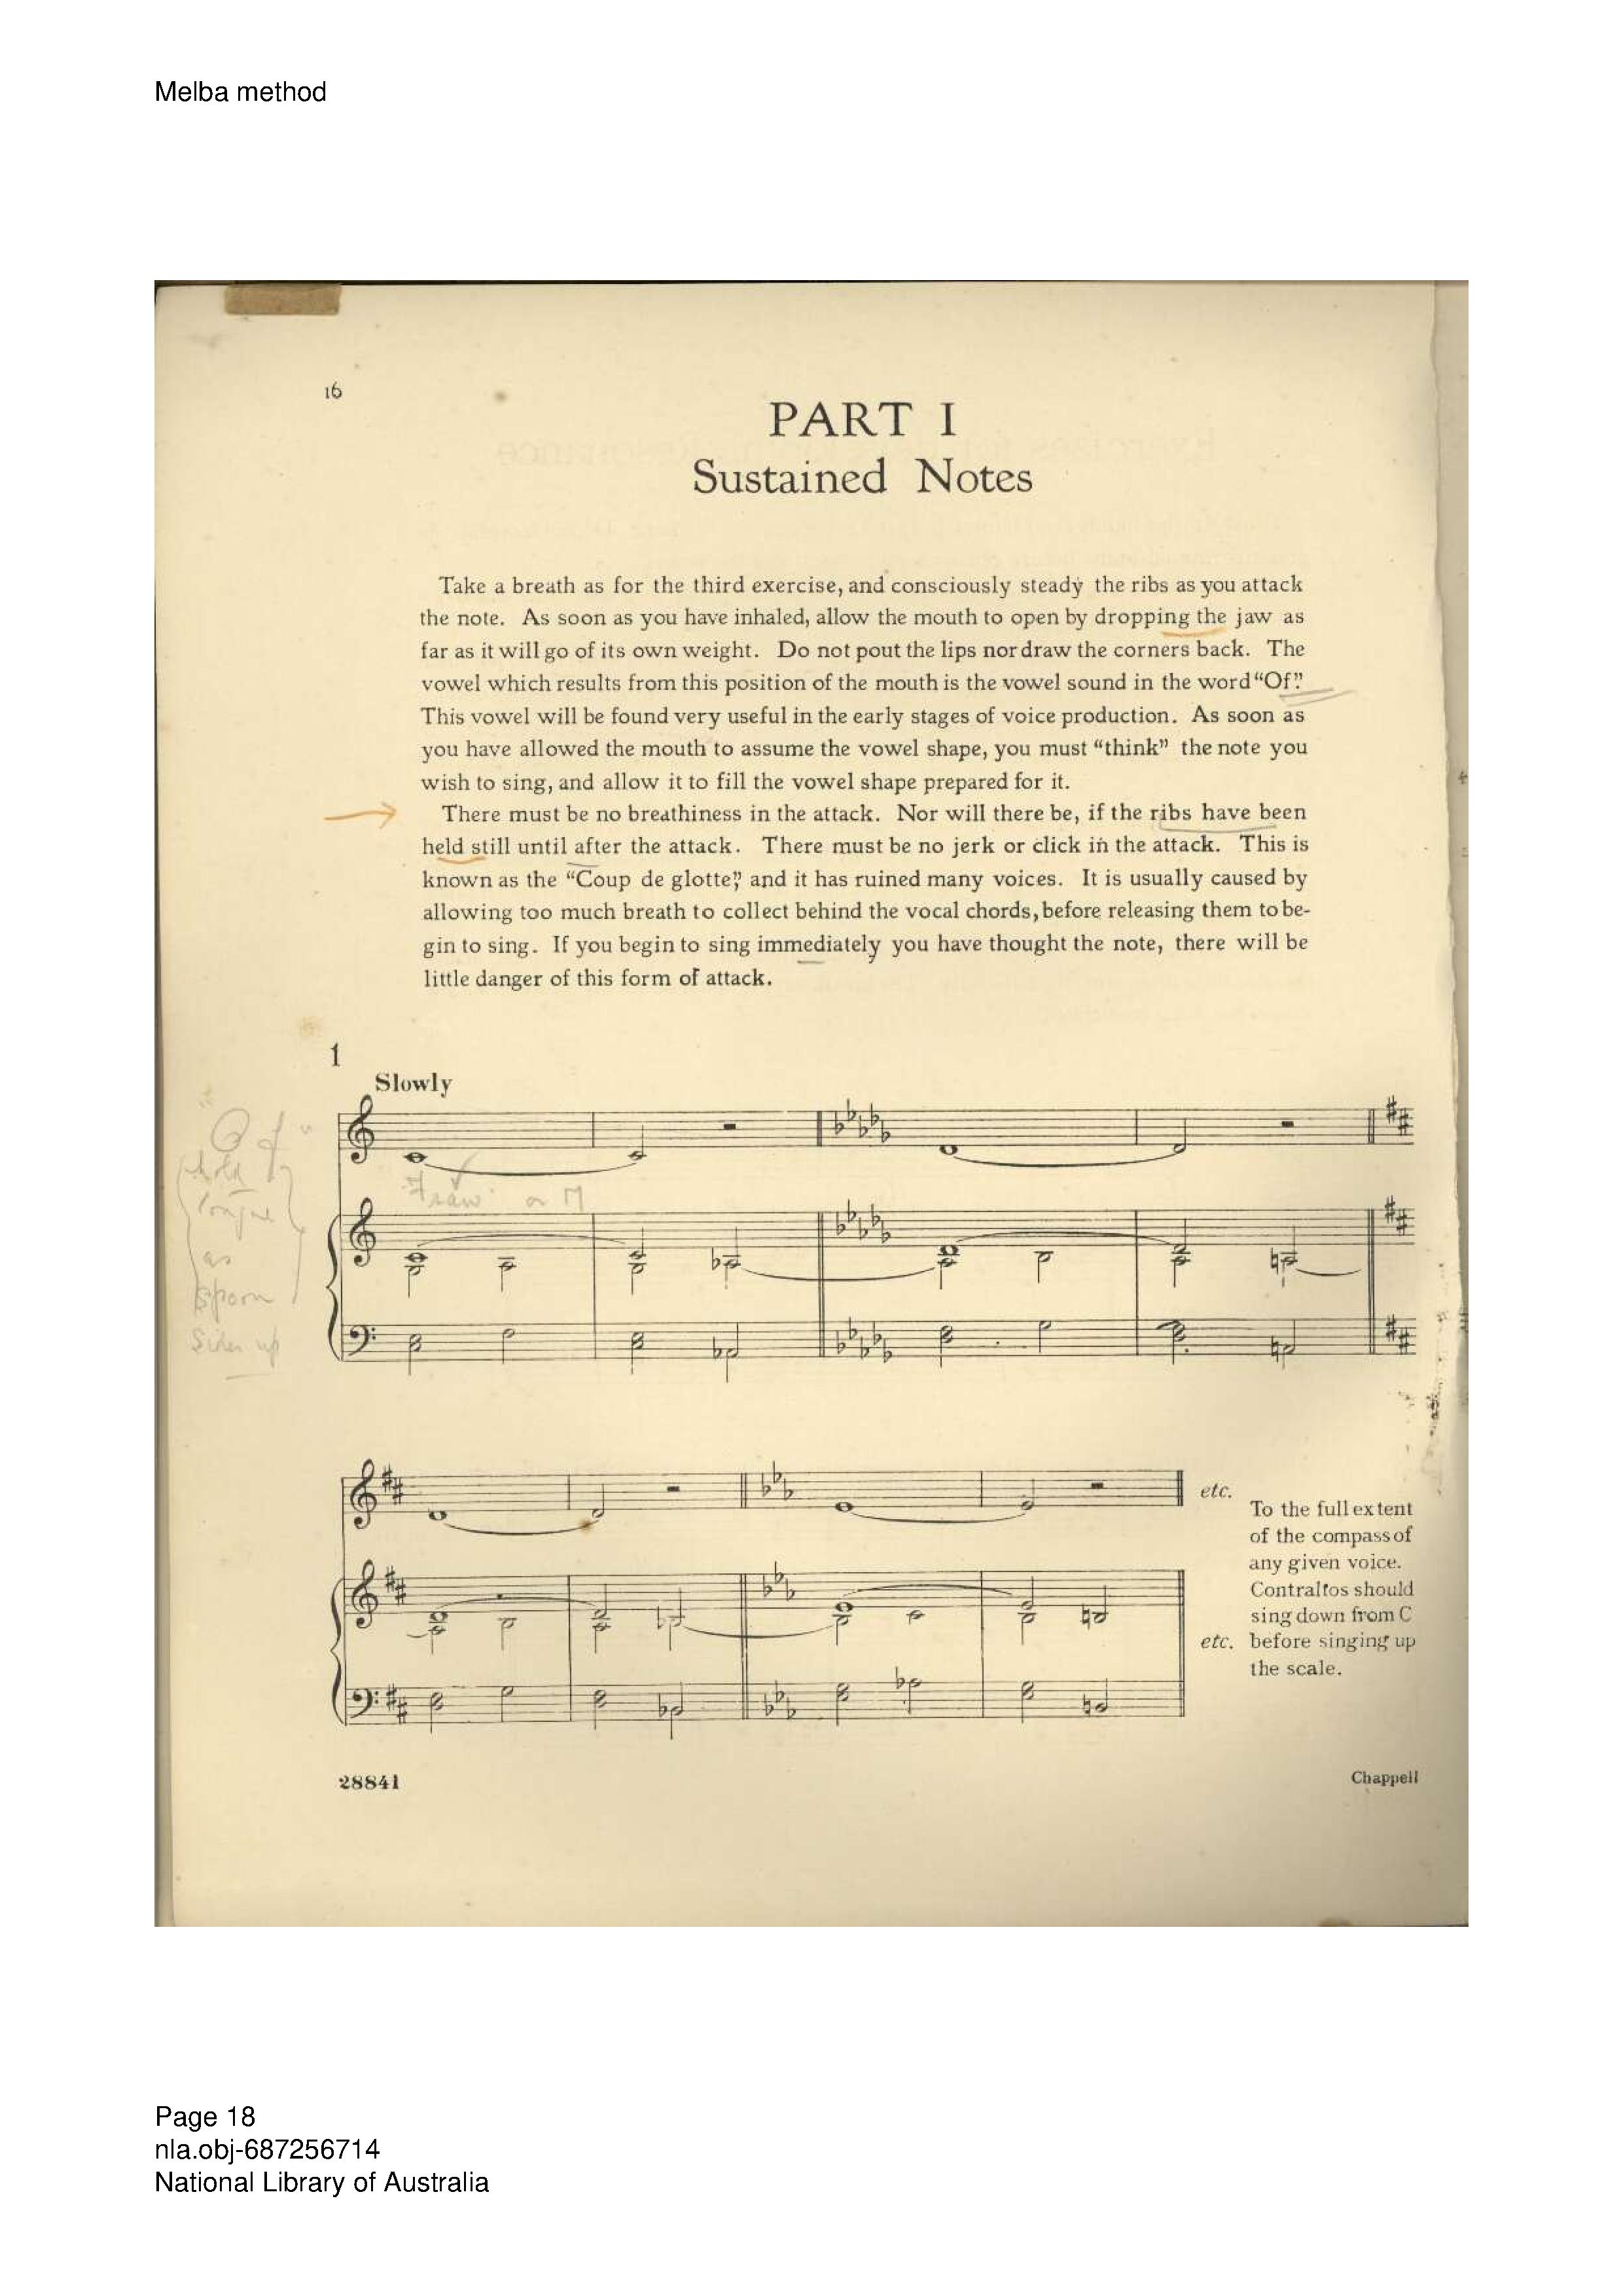 Melba method
16
PART I
Sustained Notes
Take a breath as for the third exercise, and consciously steady the ribs as you attack
the note. As soon as you have inhaled, allow the mouth to open by dropping the jaw as
far as it will go of its own weight. Do not pout the lips nor draw the corners back. The
vowel which results from this position of the mouth is the vowel sound in the word “Of.”
This vowel will be found very useful in the early stages of voice production. As soon as
you have allowed the mouth to assume the vowel shape, you must “think” the note you
wish to sing, and allow it to fill the vowel shape prepared for it.
There must be no breathiness in the attack. Nor will there be, if the ribs have been
held still until after the attack. There must be no jerk or click in the attack. This is
known as the “Coup de glotte,” and it has ruined many voices. It is usually caused by
allowing too much breath to collect behind the vocal chords, before releasing them to be-
gin to sing. If you begin to sing immediately you have thought the note, there will be
little danger of this form of attack.
1
Slowly
"Of"
hold
tongue
as
spoon
Sides up
or M
etc.
To the full extent
of the compass of
any given voice.
Contraltos should
sing down from C
etc. before singing up
the scale.
28841
Chappell
Page 18
nla.obj-687256714
National Library of Australia